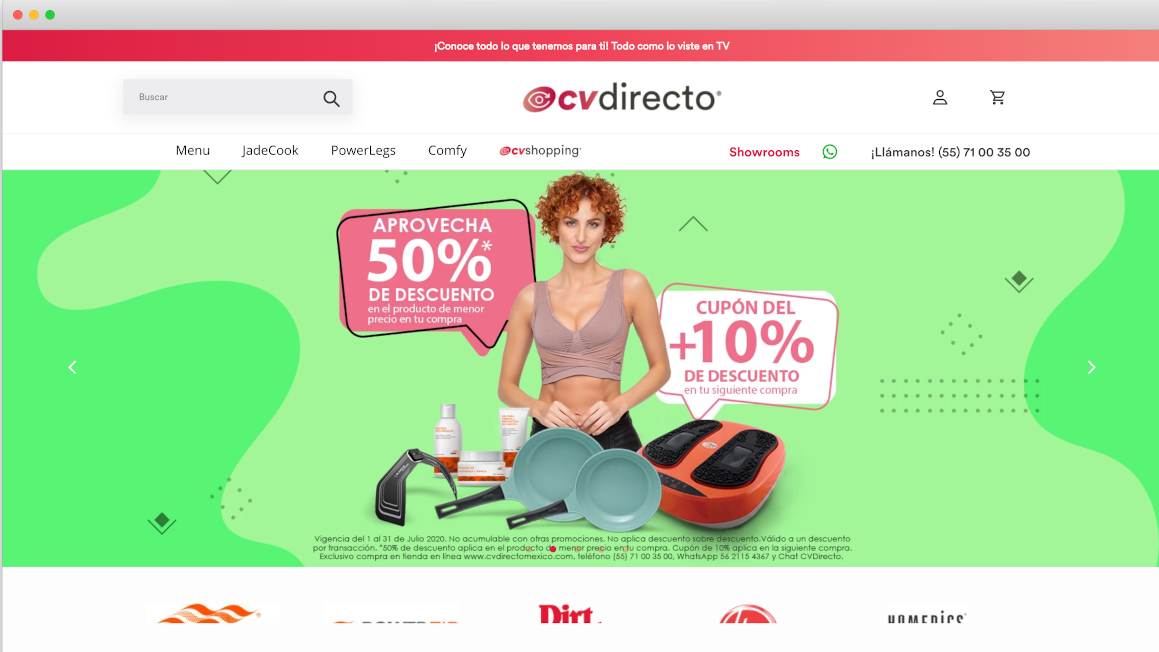 ¡Conoce todo lo que tenemos para ti! Todo como lo viste en TV
Buscar
cvdirecto®
Menu
JadeCook
PowerLegs
Comfy
cvshopping
Showrooms
¡Llámanos! (55) 71 00 35 00
APROVECHA
50%*
DE DESCUENTO
en el producto de menor
precio en tu compra
CUPÓN DEL
+10%
DE DESCUENTO
en tu siguiente compra
Vigencia del 1 al 31 de Julio 2020. No acumulable con otras promociones. No aplica descuento sobre descuento.Válido a un descuento
por transacción. *50% de descuento aplica en el producto de menor precio en tu compra. Cupón de 10% aplica en la siguiente compra.
Exclusivo compra en tienda en línea www.cvdirectomexico.com, teléfono (55) 71 00 35 00, WhatsApp 56 2115 4367 y Chat CVDirecto.
Dirt
HOMEDICS